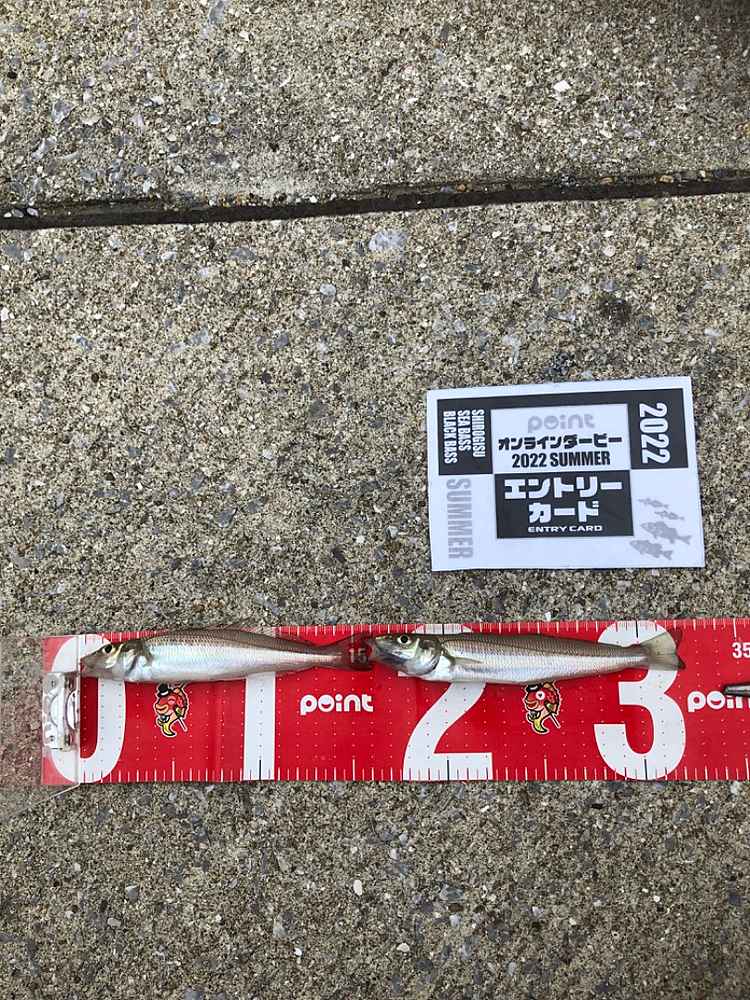 SHIROGISU
SEA BASS
BLACK BASS
point
オンラインダービー
2022 SUMMER
2022
SUMMER
エントリー
カード
ENTRY CARD
15
35
0 1 2 3
point
point